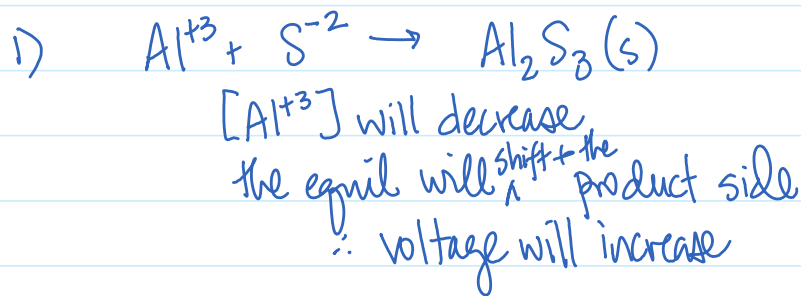 1) Al⁺³ + S⁻² → Al₂S₃(s)
[Al⁺³] will decrease
the equil will shift to the product side
∴ voltage will increase